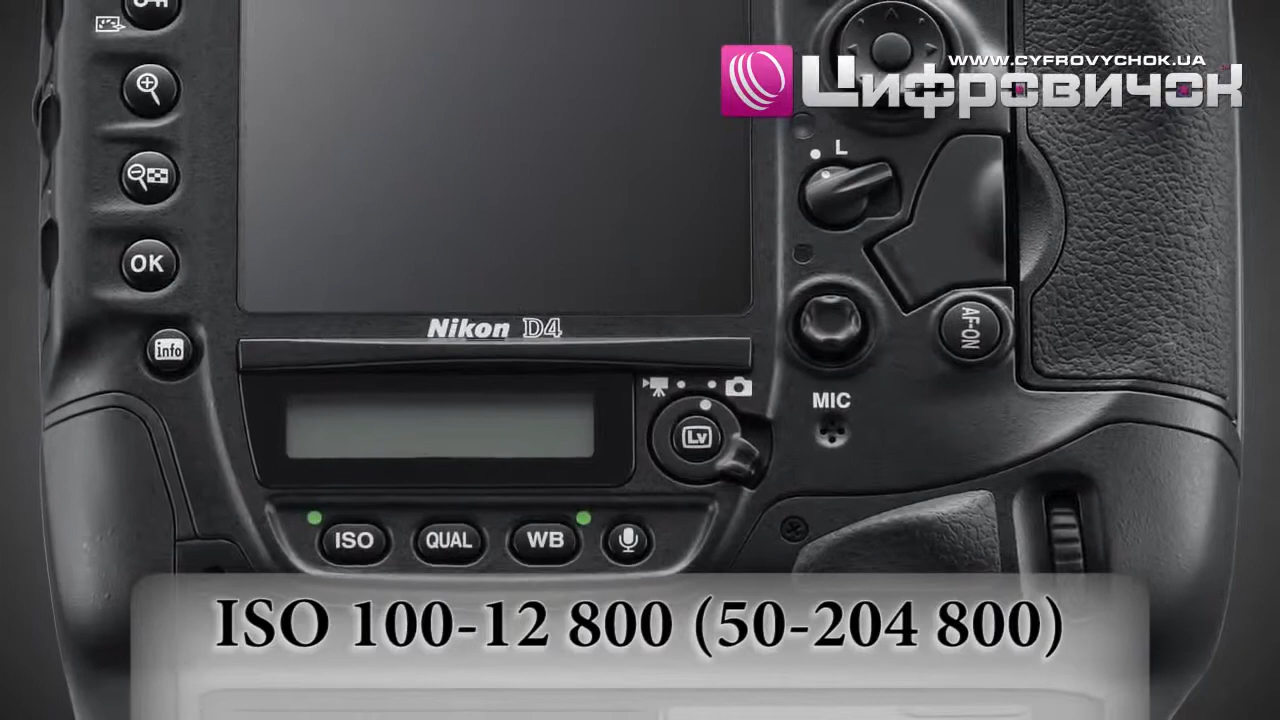 WWW.CYFROVYCHOK.UA
Цифровичок
L
OK
AF-ON
info
Nikon D4
MIC
Lv
ISO QUAL WB
ISO 100-12 800 (50-204 800)